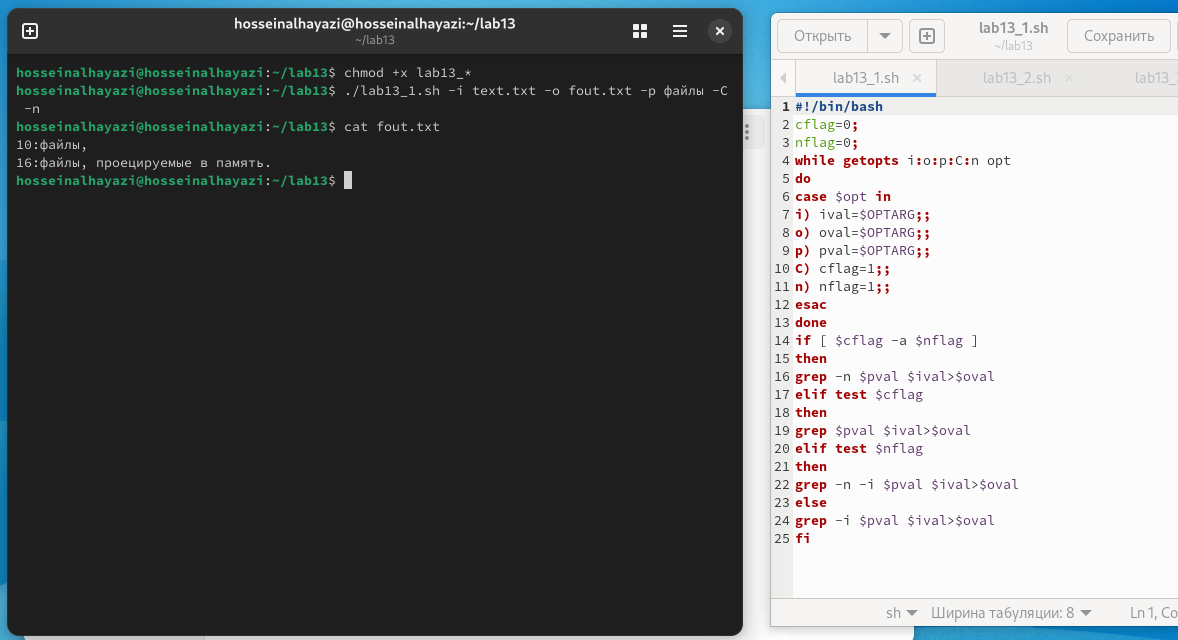 hosseinalhayazi@hosseinalhayazi:~/lab13
~/lab13
hosseinalhayazi@hosseinalhayazi:~/lab13$ chmod +x lab13_*
hosseinalhayazi@hosseinalhayazi:~/lab13$ ./lab13_1.sh -i text.txt -o fout.txt -p файлы -C
-n
hosseinalhayazi@hosseinalhayazi:~/lab13$ cat fout.txt
10:файлы,
16:файлы, проецируемые в память.
hosseinalhayazi@hosseinalhayazi:~/lab13$
Открыть
lab13_1.sh
~/lab13
Сохранить
lab13_1.sh × lab13_2.sh × lab13_
1 #!/bin/bash
2 cflag=0;
3 nflag=0;
4 while getopts i:o:p:C:n opt
5 do
6 case $opt in
7 i) ival=$OPTARG;;
8 o) oval=$OPTARG;;
9 p) pval=$OPTARG;;
10 C) cflag=1;;
11 n) nflag=1;;
12 esac
13 done
14 if [ $cflag -a $nflag ]
15 then
16 grep -n $pval $ival>$oval
17 elif test $cflag
18 then
19 grep $pval $ival>$oval
20 elif test $nflag
21 then
22 grep -n -i $pval $ival>$oval
23 else
24 grep -i $pval $ival>$oval
25 fi
sh Ширина табуляции: 8 Ln 1, Co